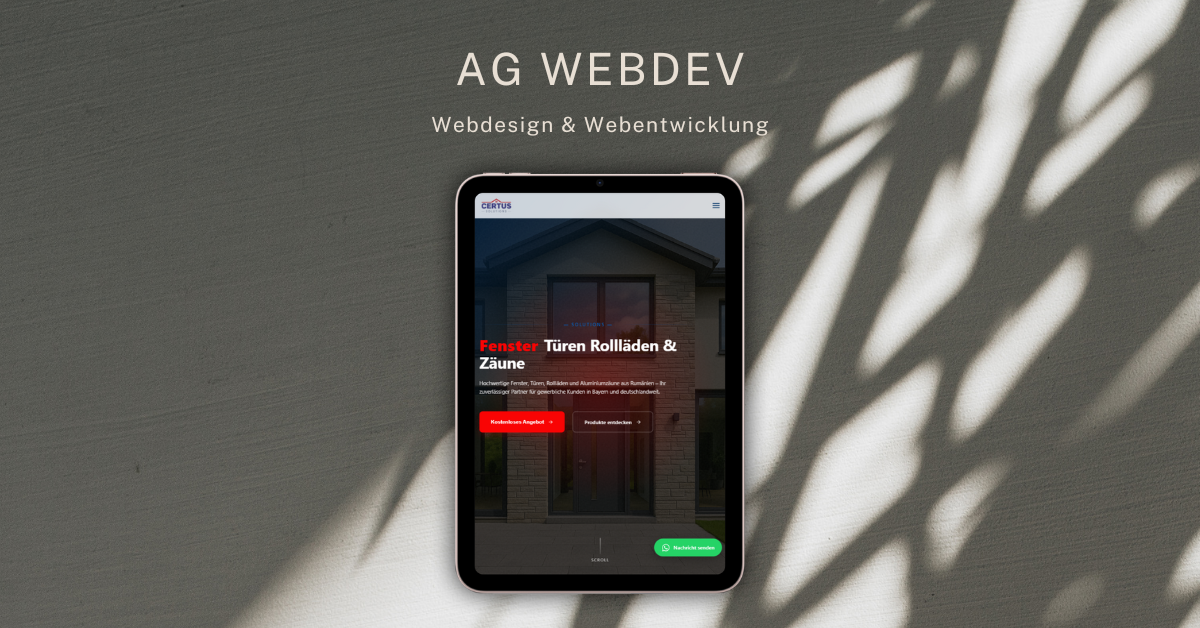 AG WEBDEV
Webdesign & Webentwicklung
CERTUS
SOLUTIONS
SOLUTIONS
Fenster Türen Rollläden &
Zäune
Hochwertige Fenster, Türen, Rollläden und Aluminiumzäune aus Rumänien – Ihr
zuverlässiger Partner für gewerbliche Kunden in Bayern und deutschlandweit.
Kostenloses Angebot →
Produkte entdecken →
SCROLL
Nachricht senden